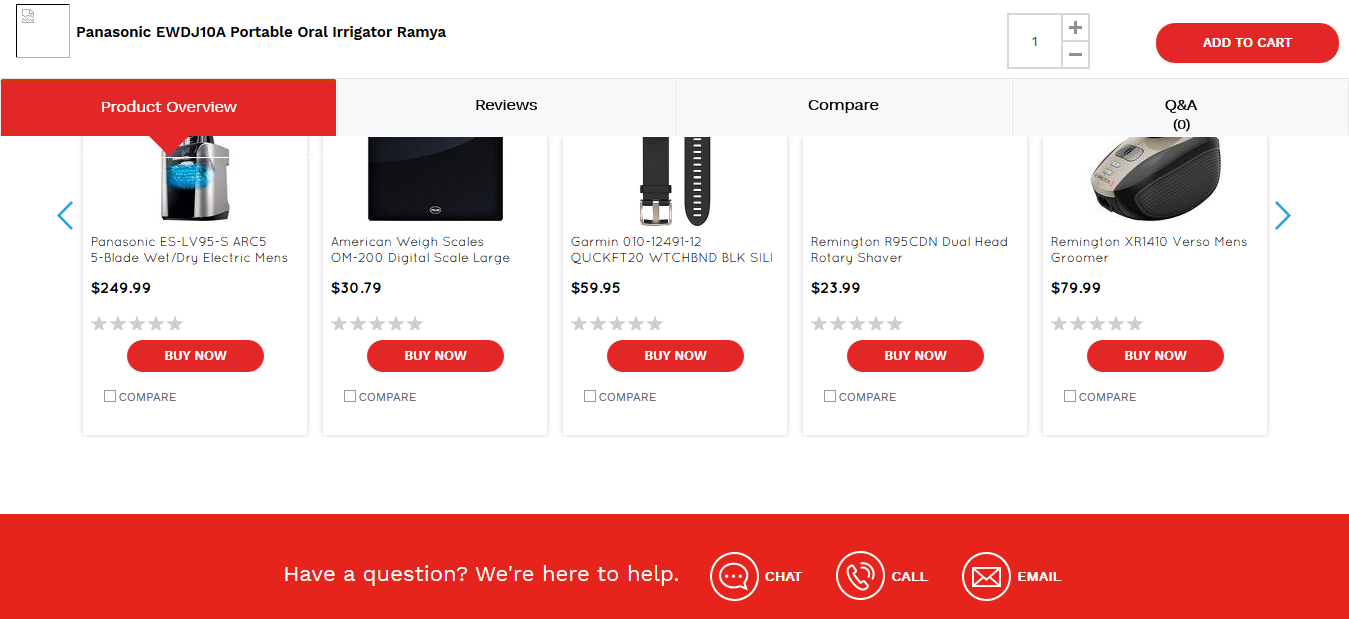 Panasonic EWDJ10A Portable Oral Irrigator Ramya
1
+
−
ADD TO CART
Product Overview
Reviews
Compare
Q&A
(0)
Panasonic ES-LV95-S ARC5
5-Blade Wet/Dry Electric Mens
$249.99
BUY NOW
COMPARE
American Weigh Scales
OM-200 Digital Scale Large
$30.79
BUY NOW
COMPARE
Garmin 010-12491-12
QUCKFT20 WTCHBND BLK SILI
$59.95
BUY NOW
COMPARE
Remington R95CDN Dual Head
Rotary Shaver
$23.99
BUY NOW
COMPARE
Remington XR1410 Verso Mens
Groomer
$79.99
BUY NOW
COMPARE
Have a question? We're here to help.
CHAT
CALL
EMAIL